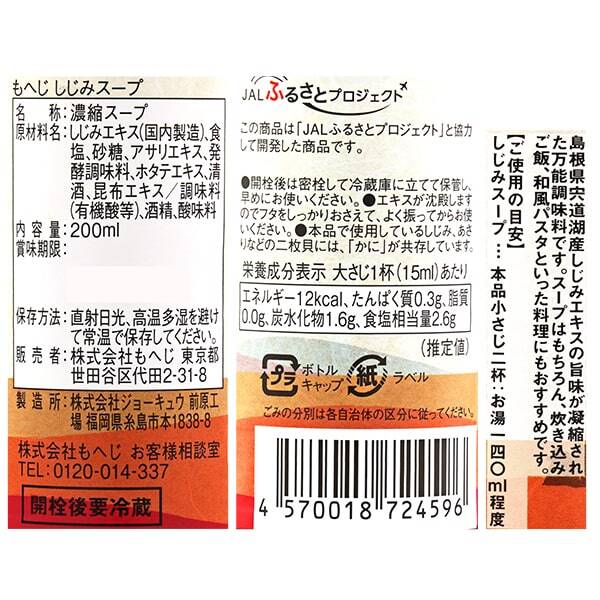 もへじ しじみスープ
名 称:濃縮スープ
原材料名:しじみエキス(国内製造)、食
塩、砂糖、アサリエキス、発
酵調味料、ホタテエキス、清
酒、昆布エキス／調味料
(有機酸等)、酒精、酸味料
内 容 量:200ml
賞味期限:
保存方法:直射日光、高温多湿を避け
て常温で保存してください。
販 売 者:株式会社もへじ 東京都
世田谷区代田2-31-8
製 造 所:株式会社ジョーキュウ 前原工
場 福岡県糸島市本1838-8
株式会社もへじ お客様相談室
TEL:0120-014-337
開栓後要冷蔵
JALふるさとプロジェクト
この商品は「JALふるさとプロジェクト」と協力
して開発した商品です。
●開栓後は密栓して冷蔵庫に立てて保管し、
早めにお使いください。●エキスが沈殿しま
すのでフタをしっかりおさえて、よく振ってからお使
いください。●本品で使用しているしじみ、あさ
りなどの二枚貝には、「かに」が共存しています。
栄養成分表示 大さじ1杯(15ml)あたり
エネルギー12kcal、たんぱく質0.3g、脂質
0.0g、炭水化物1.6g、食塩相当量2.6g
(推定値)
プラ ボトル
キャップ 紙 ラベル
ごみの分別は各自治体の区分に従ってください。
4 570018 724596
島根県宍道湖産しじみエキスの旨味が凝縮され
た万能調味料です。スープはもちろん、炊き込み
ご飯、和風パスタといった料理にもおすすめです。
【ご使用の目安】
しじみスープ … 本品小さじ二杯:お湯一四〇ml程度